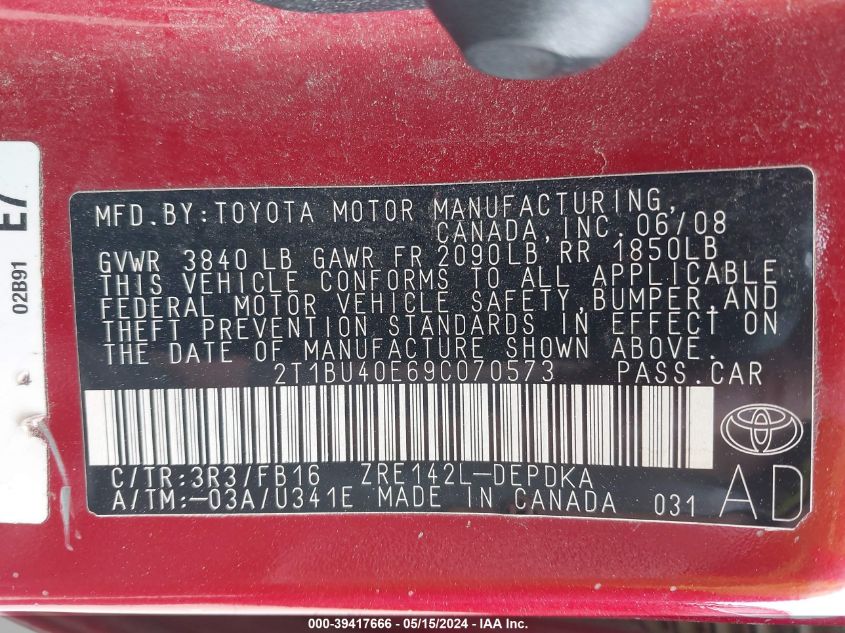 E7
02B91
MFD.BY:TOYOTA MOTOR MANUFACTURING,
CANADA,INC. 06/08
GVWR 3840 LB GAWR FR 2090LB RR 1850LB
THIS VEHICLE CONFORMS TO ALL APPLICABLE
FEDERAL MOTOR VEHICLE SAFETY,BUMPER,AND
THEFT PREVENTION STANDARDS IN EFFECT ON
THE DATE OF MANUFACTURE SHOWN ABOVE.
2T1BU40E69C070573 PASS.CAR
C/TR:3R3/FB16 ZRE142L-DEPDKA
A/TM:-03A/U341E MADE IN CANADA 031
AD
000-39417666 - 05/15/2024 - IAA Inc.